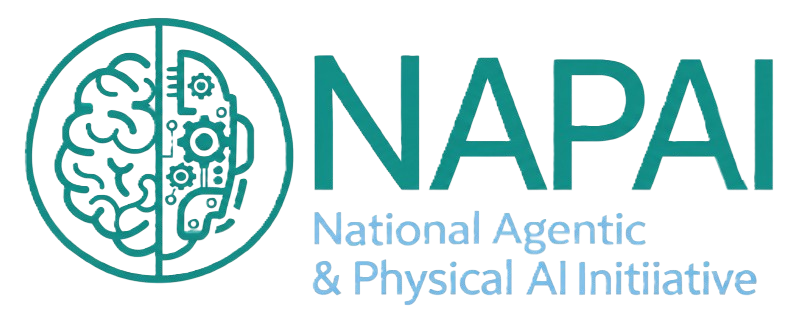 NAPAI
National Agentic
& Physical AI Initiiative